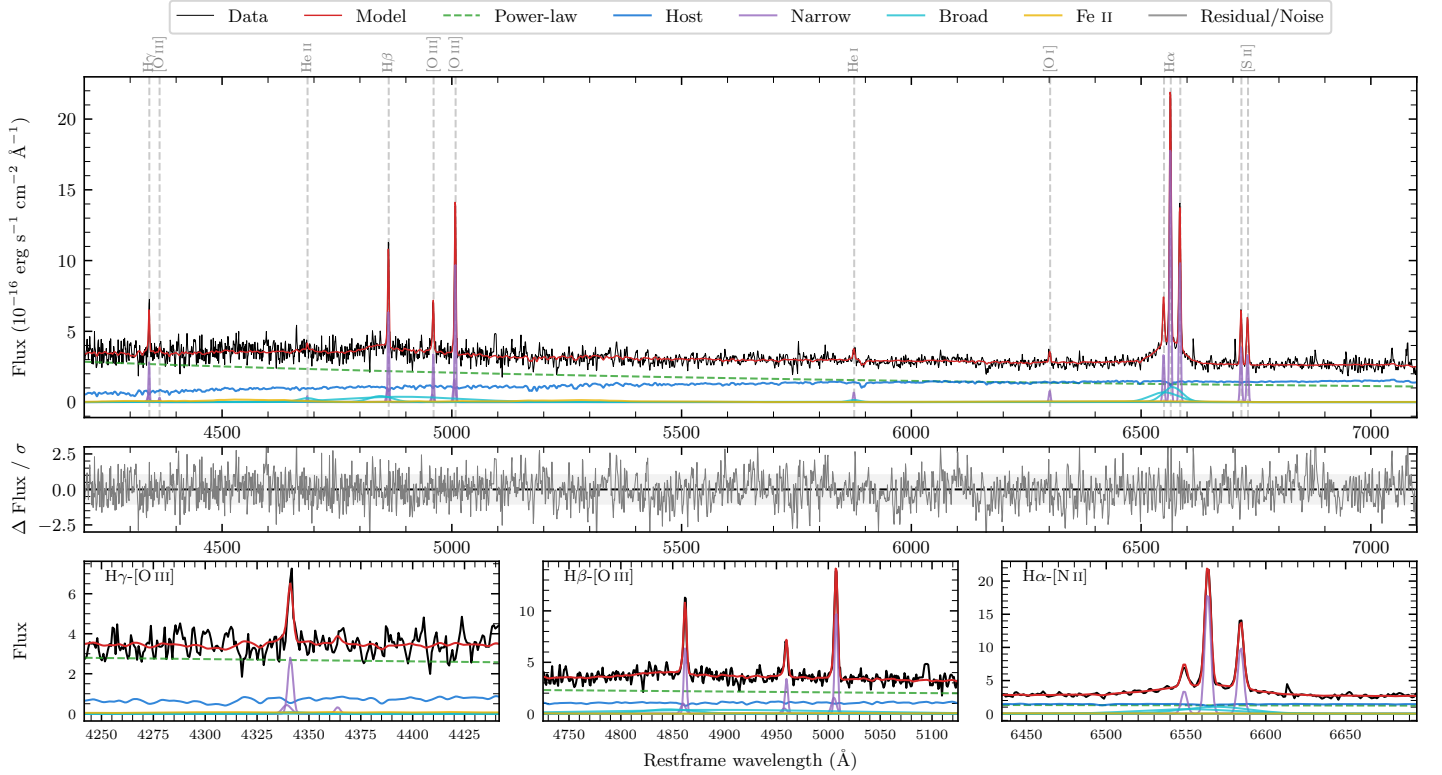 Data Model Power-law Host Narrow Broad Fe II Residual/Noise
Hγ [O III] He II Hβ [O III] [O III] He I [O I] Hα [S II]
Flux (10⁻¹⁶ erg s⁻¹ cm⁻² Å⁻¹)
20
15
10
5
0
4500 5000 5500 6000 6500 7000
Δ Flux / σ
2.5
0.0
−2.5
4500 5000 5500 6000 6500 7000
Flux
Hγ-[O III]
6
4
2
0
4250 4275 4300 4325 4350 4375 4400 4425
Hβ-[O III]
10
5
0
4750 4800 4850 4900 4950 5000 5050 5100
Hα-[N II]
20
15
10
5
0
6450 6500 6550 6600 6650
Restframe wavelength (Å)